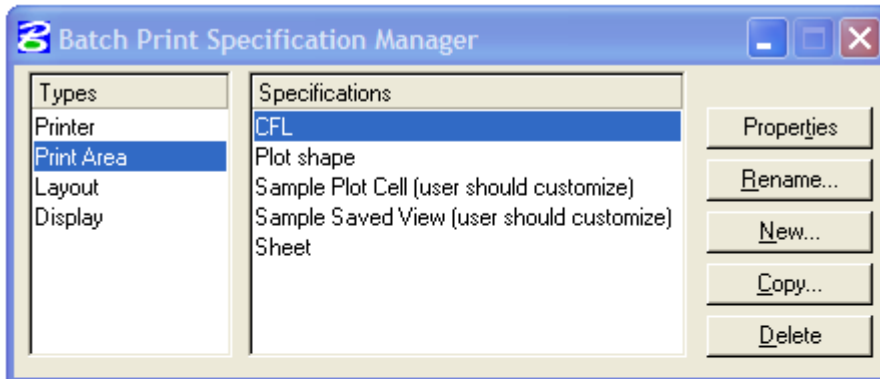 Batch Print Specification Manager
Types
Printer
Print Area
Layout
Display
Specifications
CFL
Plot shape
Sample Plot Cell (user should customize)
Sample Saved View (user should customize)
Sheet
Properties
Rename...
New...
Copy...
Delete